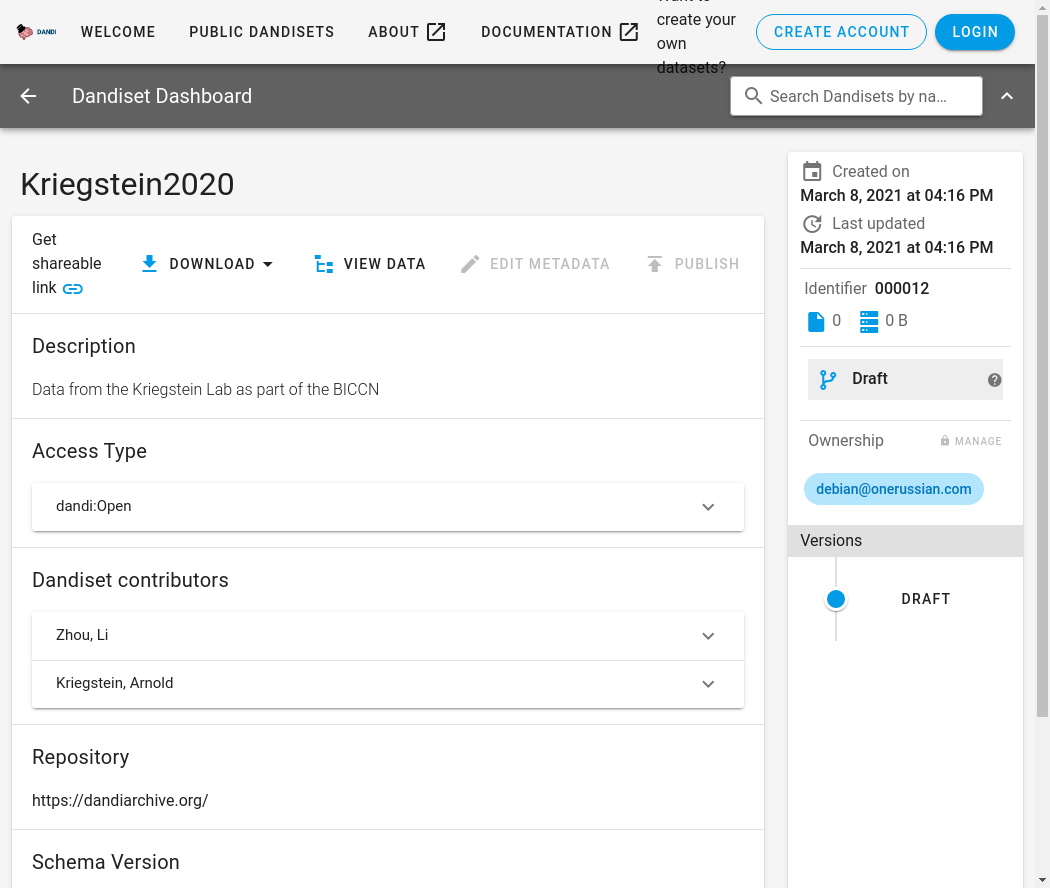 DANDI
WELCOME
PUBLIC DANDISETS
ABOUT
DOCUMENTATION
Want to
create your
own
datasets?
CREATE ACCOUNT
LOGIN
Dandiset Dashboard
Search Dandisets by na...
Kriegstein2020
Get
shareable
link
DOWNLOAD
VIEW DATA
EDIT METADATA
PUBLISH
Description
Data from the Kriegstein Lab as part of the BICCN
Access Type
dandi:Open
Dandiset contributors
Zhou, Li
Kriegstein, Arnold
Repository
https://dandiarchive.org/
Schema Version
Created on
March 8, 2021 at 04:16 PM
Last updated
March 8, 2021 at 04:16 PM
Identifier 000012
0 0 B
Draft
Ownership MANAGE
debian@onerussian.com
Versions
DRAFT